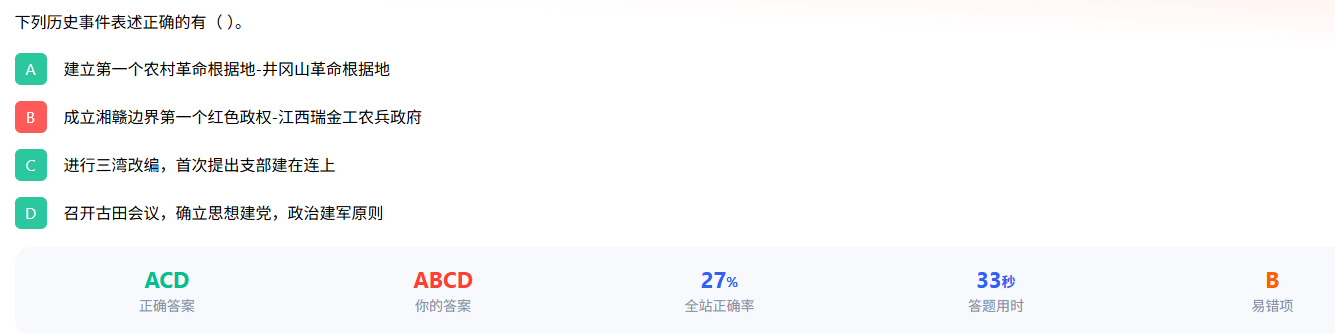 下列历史事件表述正确的有（ ）。
A 建立第一个农村革命根据地-井冈山革命根据地
B 成立湘赣边界第一个红色政权-江西瑞金工农兵政府
C 进行三湾改编，首次提出支部建在连上
D 召开古田会议，确立思想建党，政治建军原则
ACD ABCD 27% 33秒 B
正确答案 你的答案 全站正确率 答题用时 易错项